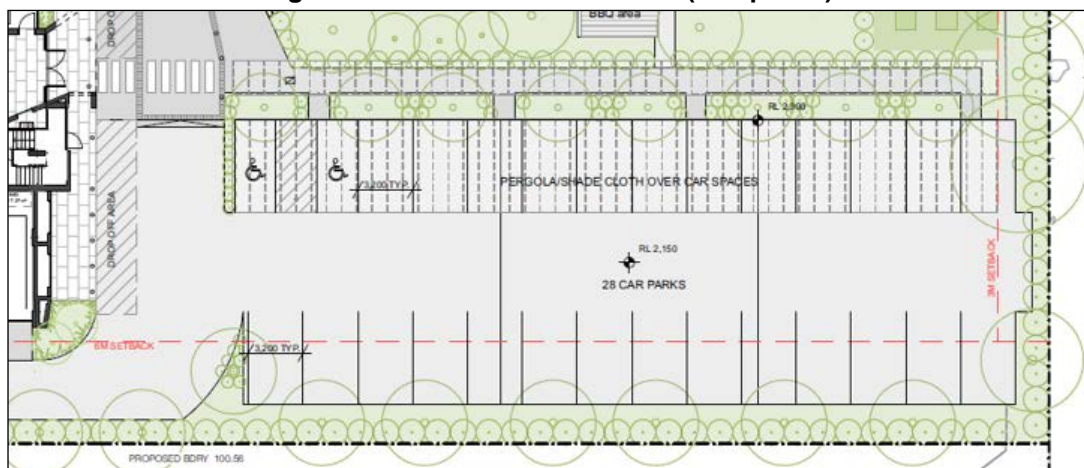 BBQ area
DROP O
RL 2,300
3,200 TYP.
PERGOLA/SHADE CLOTH OVER CAR SPACES
DROP OFF AREA
RL 2,150
28 CAR PARKS
3M SETBACK
6M SETBACK
3,200 TYP.
PROPOSED BDRY 100.56